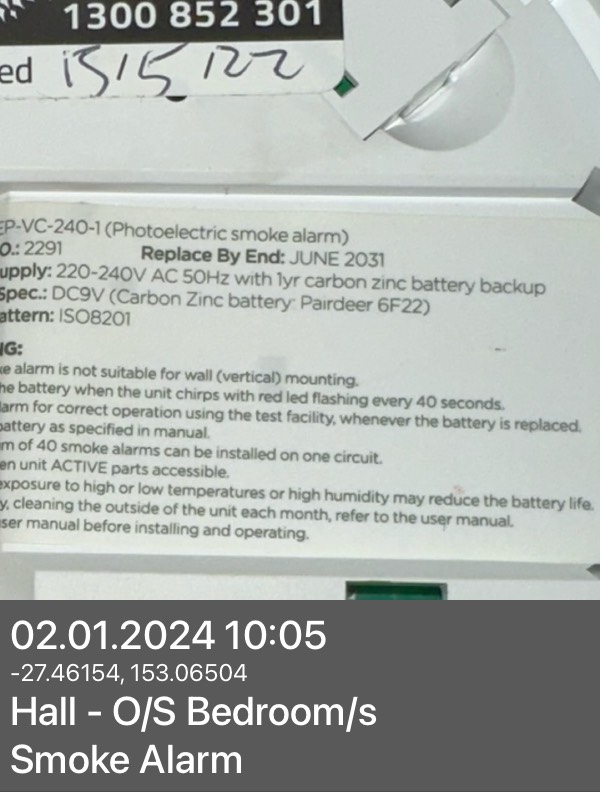 1300 852 301
ed 15/5/22
EP-VC-240-1 (Photoelectric smoke alarm)
O.: 2291 Replace By End: JUNE 2031
upply: 220-240V AC 50Hz with 1yr carbon zinc battery backup
Spec.: DC9V (Carbon Zinc battery: Pairdeer 6F22)
attern: ISO8201
IG:
ke alarm is not suitable for wall (vertical) mounting.
he battery when the unit chirps with red led flashing every 40 seconds.
larm for correct operation using the test facility, whenever the battery is replaced.
battery as specified in manual.
m of 40 smoke alarms can be installed on one circuit.
en unit ACTIVE parts accessible.
exposure to high or low temperatures or high humidity may reduce the battery life.
y, cleaning the outside of the unit each month, refer to the user manual.
user manual before installing and operating.
02.01.2024 10:05
-27.46154, 153.06504
Hall - O/S Bedroom/s
Smoke Alarm